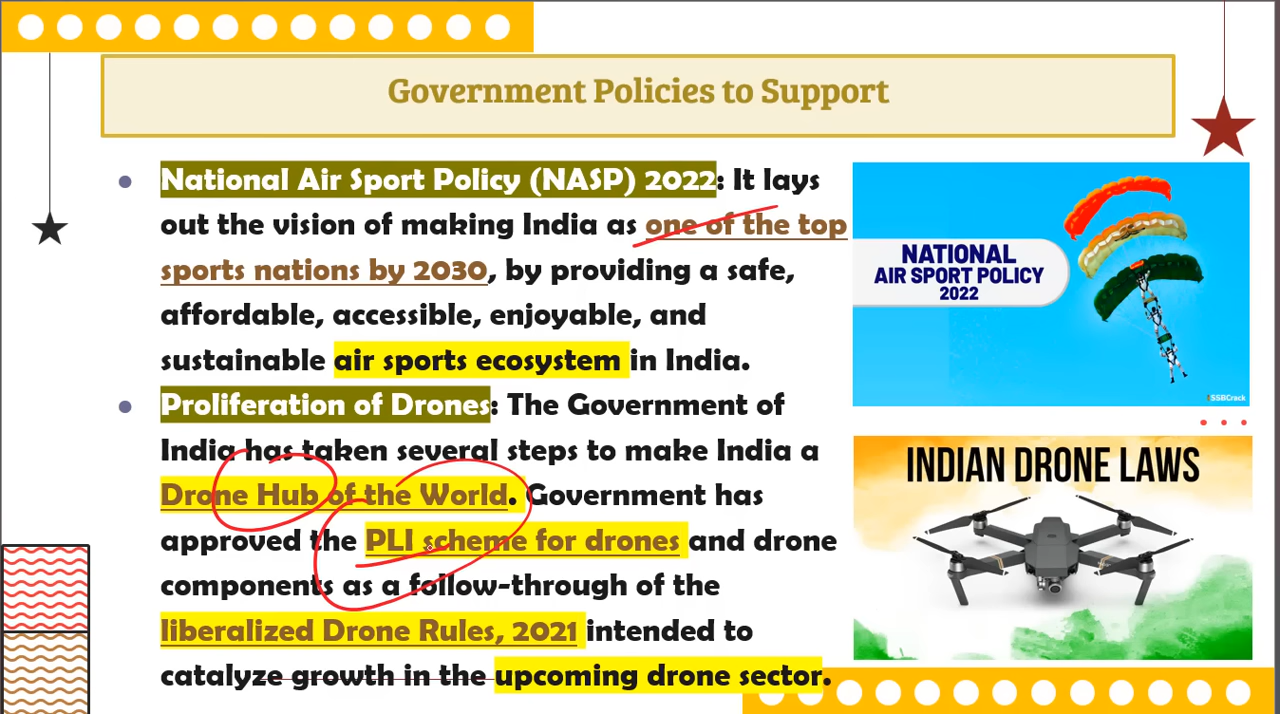 Government Policies to Support
National Air Sport Policy (NASP) 2022: It lays
out the vision of making India as one of the top
sports nations by 2030, by providing a safe,
affordable, accessible, enjoyable, and
sustainable air sports ecosystem in India.
Proliferation of Drones: The Government of
India has taken several steps to make India a
Drone Hub of the World. Government has
approved the PLI scheme for drones and drone
components as a follow-through of the
liberalized Drone Rules, 2021 intended to
catalyze growth in the upcoming drone sector.
NATIONAL
AIR SPORT POLICY
2022
SSBCrack
INDIAN DRONE LAWS